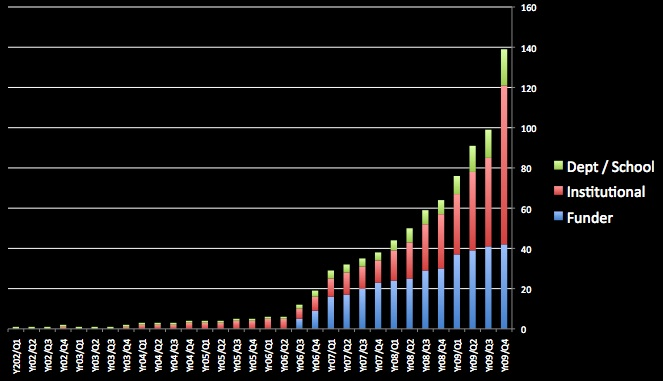 160
140
120
100
80
60
40
20
0
Dept / School
Institutional
Funder
Y202/Q1
Yr02/Q2
Yr02/Q3
Yr02/Q4
Yr03/Q1
Yr03/Q2
Yr03/Q3
Yr03/Q4
Yr04/Q1
Yr04/Q2
Yr04/Q3
Yr04/Q4
Yr05/Q1
Yr05/Q2
Yr05/Q3
Yr05/Q4
Yr06/Q1
Yr06/Q2
Yr06/Q3
Yr06/Q4
Yr07/Q1
Yr07/Q2
Yr07/Q3
Yr07/Q4
Yr08/Q1
Yr08/Q2
Yr08/Q3
Yr08/Q4
Yr09/Q1
Yr09/Q2
Yr09/Q3
Yr09/Q4